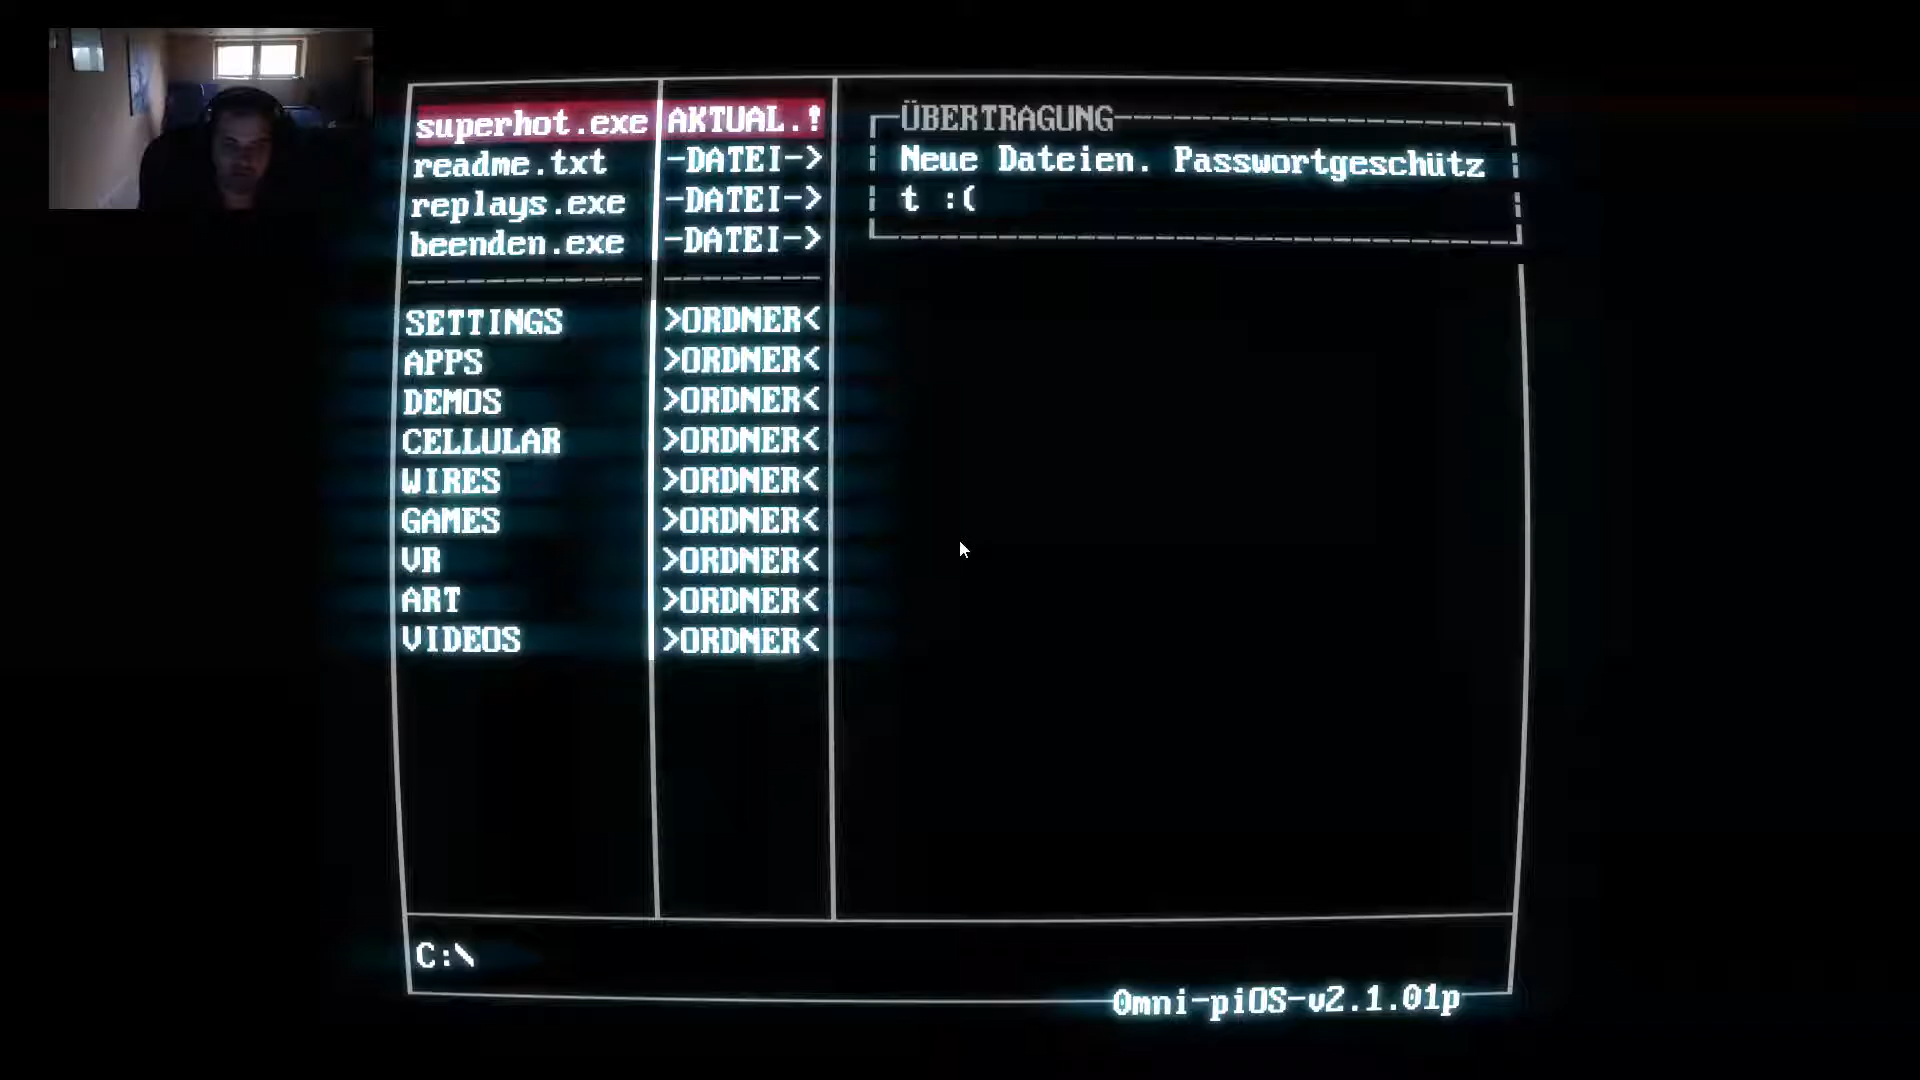 superhot.exe AKTUAL.!
readme.txt -DATEI->
replays.exe -DATEI->
beenden.exe -DATEI->
SETTINGS >ORDNER<
APPS >ORDNER<
DEMOS >ORDNER<
CELLULAR >ORDNER<
WIRES >ORDNER<
GAMES >ORDNER<
VR >ORDNER<
ART >ORDNER<
VIDEOS >ORDNER<
ÜBERTRAGUNG
Neue Dateien. Passwortgeschütz
t :(
C:\
Omni-piOS-v2.1.01p